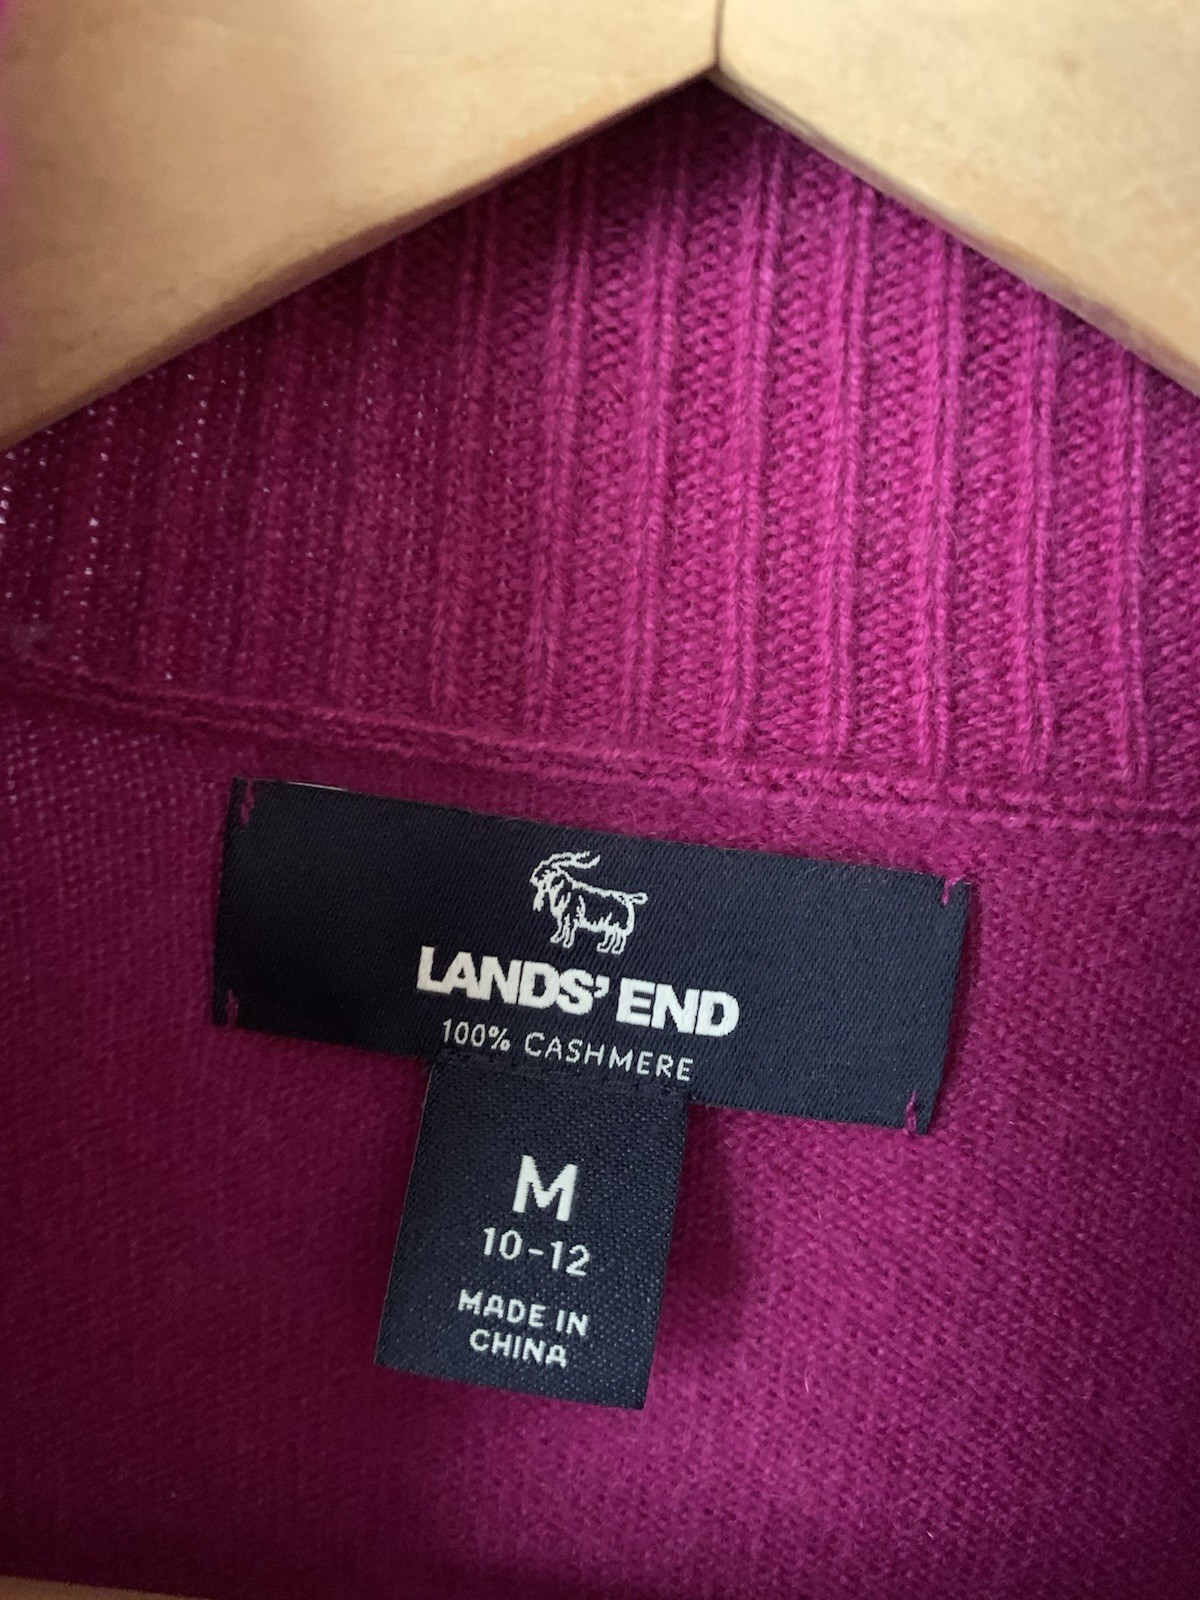 LANDS' END
100% CASHMERE
M
10-12
MADE IN
CHINA